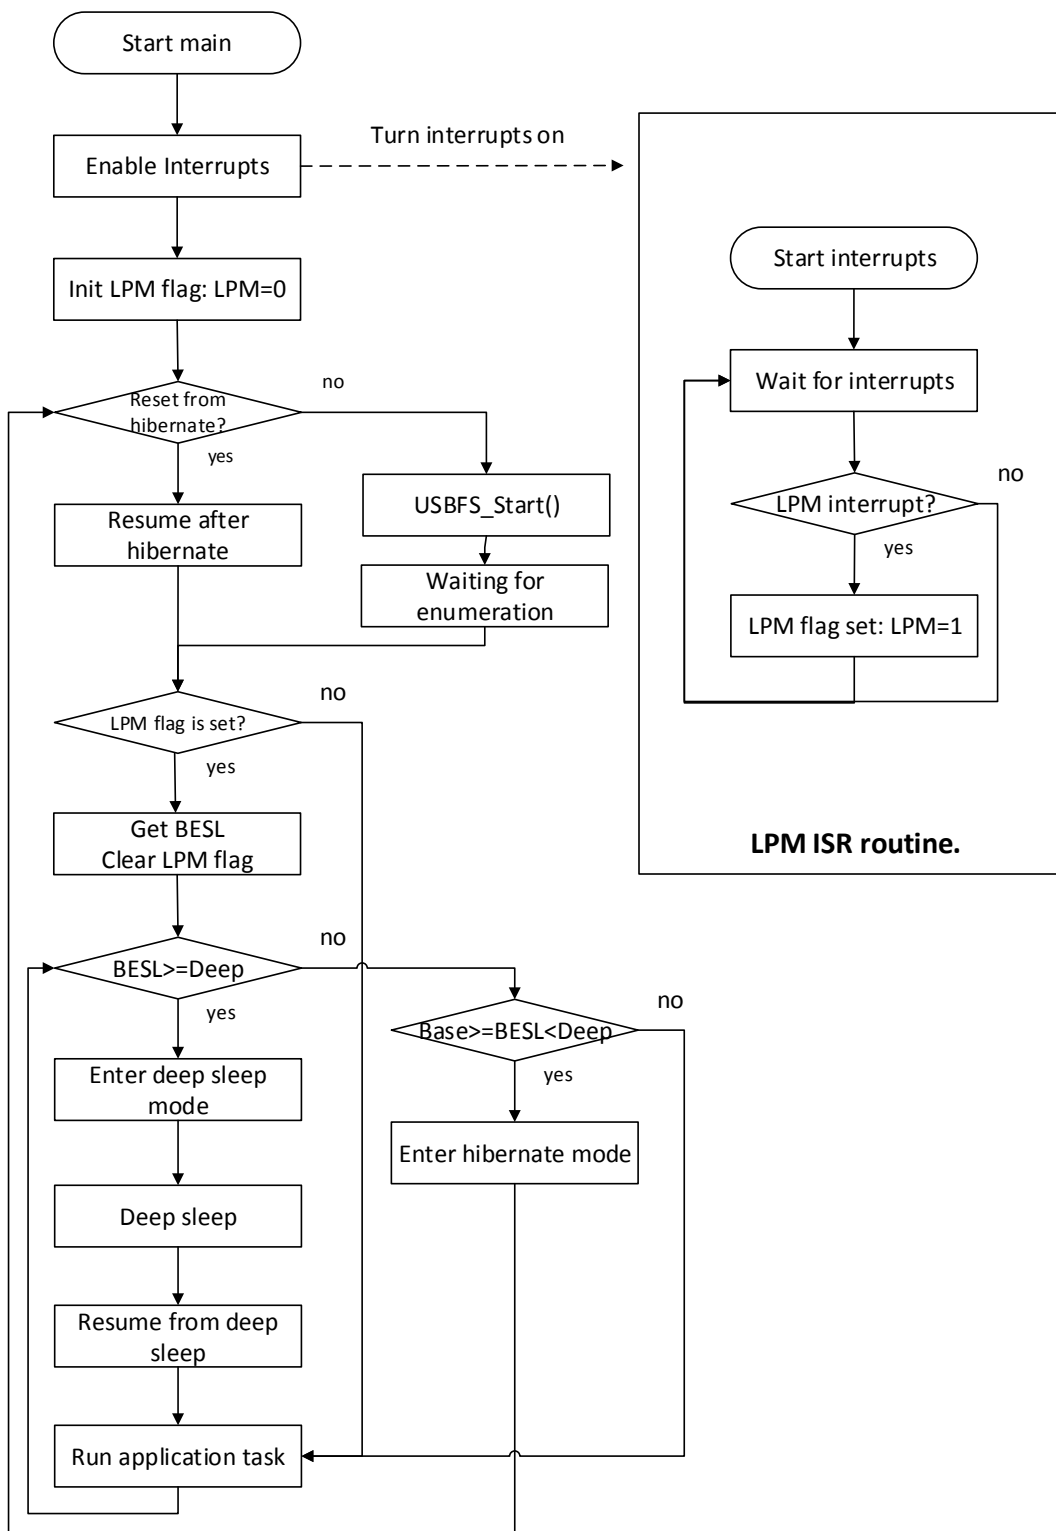 Start main
Enable Interrupts
Turn interrupts on
Init LPM flag: LPM=0
Reset from
hibernate?
no
yes
Resume after
hibernate
USBFS_Start()
Waiting for
enumeration
LPM flag is set?
no
yes
Get BESL
Clear LPM flag
BESL>=Deep
no
yes
Base>=BESL<Deep
no
yes
Enter deep sleep
mode
Enter hibernate mode
Deep sleep
Resume from deep
sleep
Run application task
Start interrupts
Wait for interrupts
LPM interrupt?
no
yes
LPM flag set: LPM=1
LPM ISR routine.